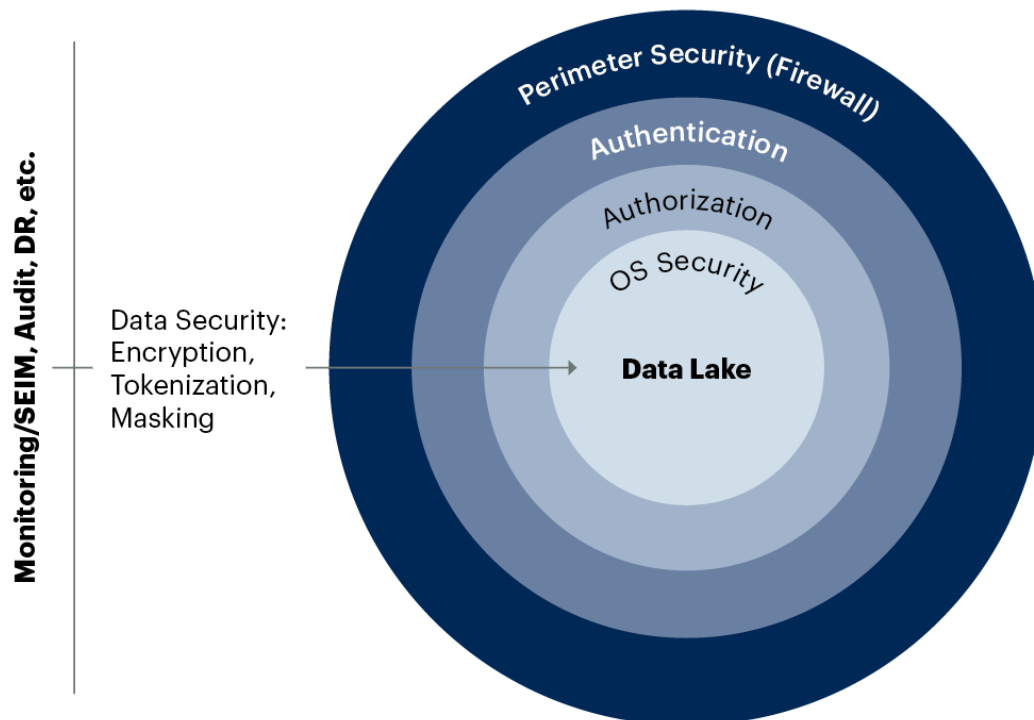 Monitoring/SEIM, Audit, DR, etc.
Data Security:
Encryption,
Tokenization,
Masking
Perimeter Security (Firewall)
Authentication
Authorization
OS Security
Data Lake